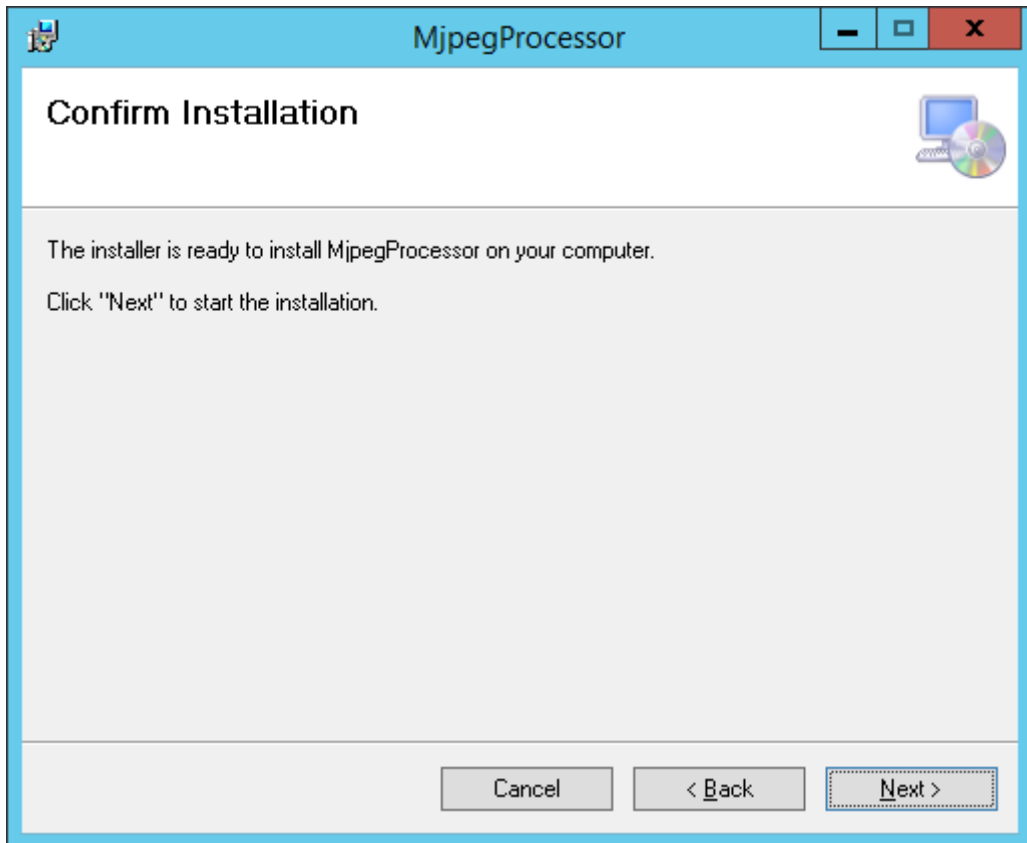 MjpegProcessor
Confirm Installation
The installer is ready to install MjpegProcessor on your computer.
Click "Next" to start the installation.
Cancel
< Back
Next >